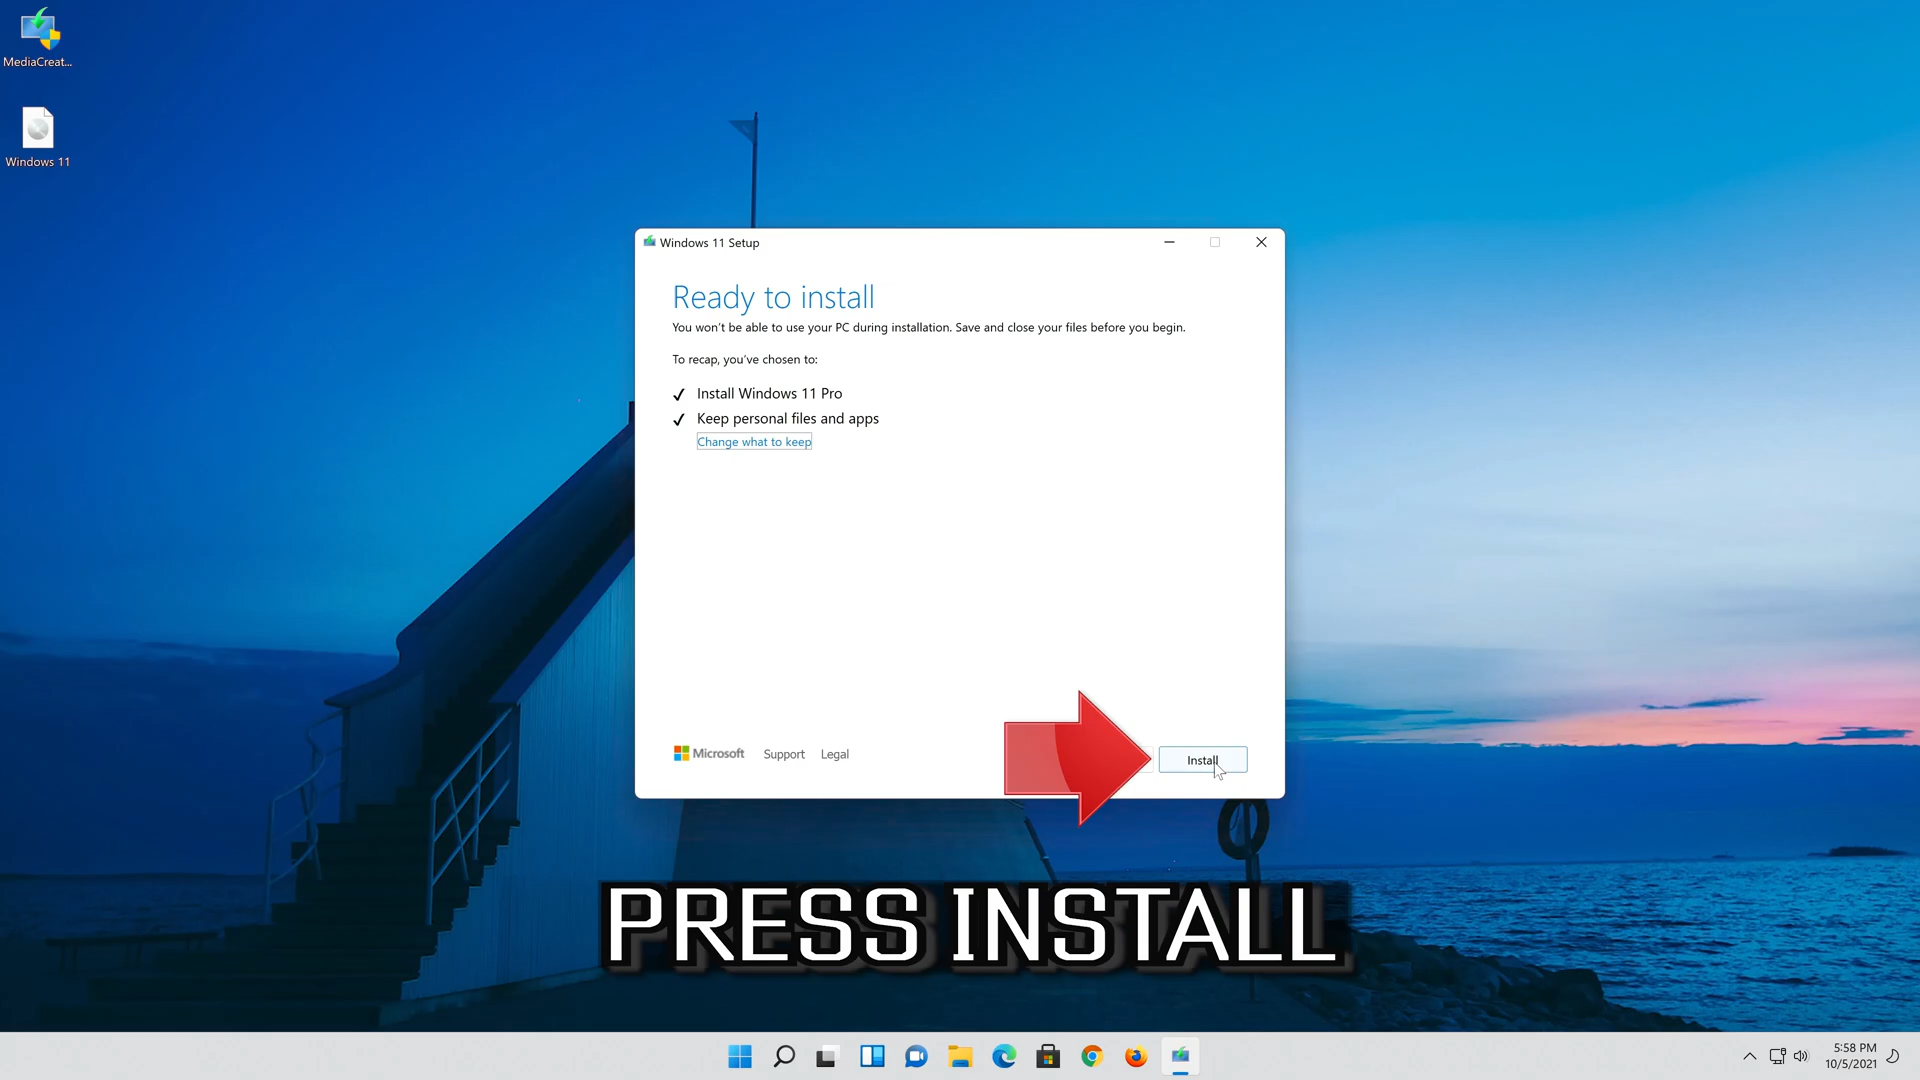 MediaCreat...
Windows 11
Windows 11 Setup
Ready to install
You won't be able to use your PC during installation. Save and close your files before you begin.
To recap, you've chosen to:
Install Windows 11 Pro
Keep personal files and apps
Change what to keep
Microsoft Support Legal
Install
PRESS INSTALL
5:58 PM
10/5/2021